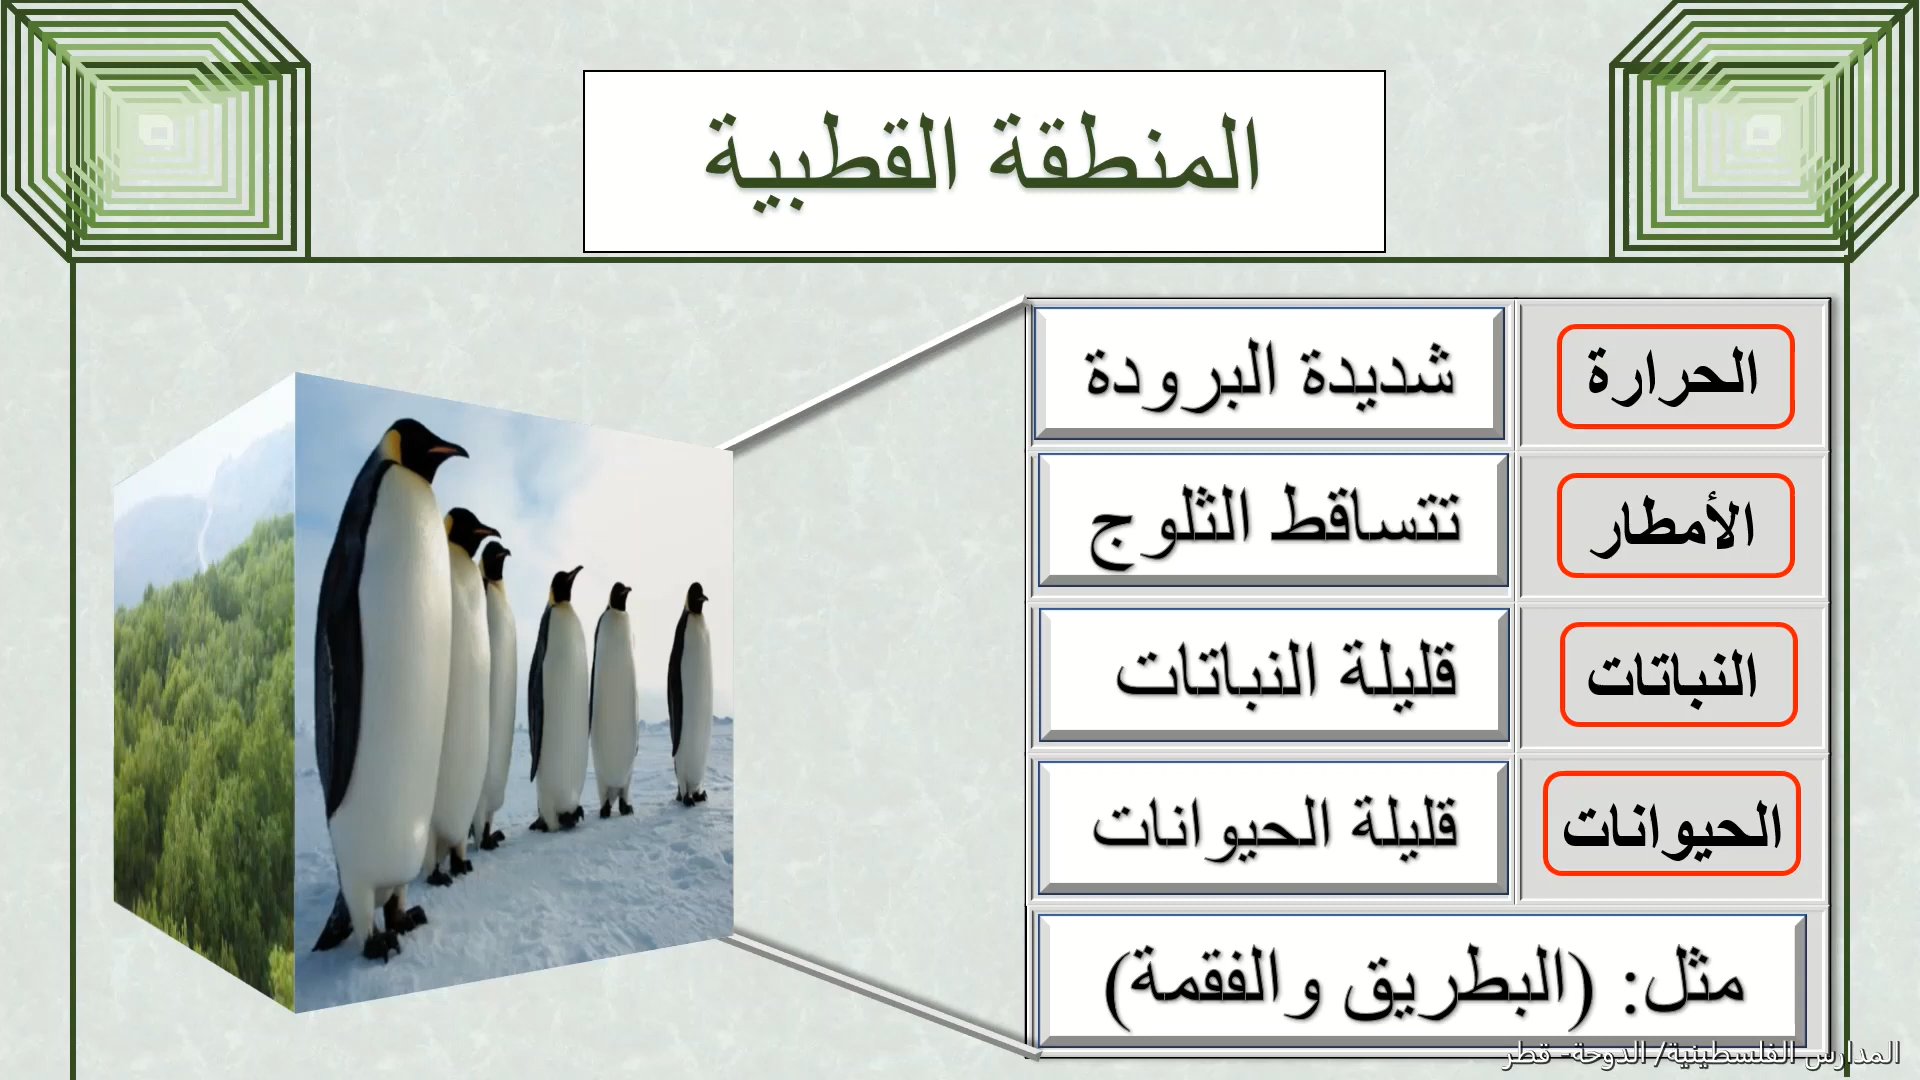 المنطقة القطبية
الحرارة
شديدة البرودة
الأمطار
تتساقط الثلوج
النباتات
قليلة النباتات
الحيوانات
قليلة الحيوانات
مثل: (البطريق والفقمة)
المدارس الفلسطينية/ الدوحة- قطر